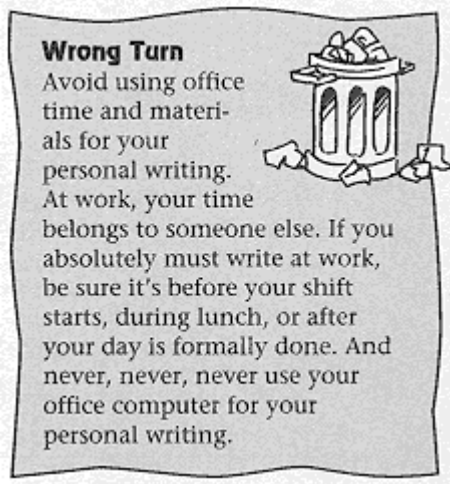 Wrong Turn
Avoid using office
time and materi-
als for your
personal writing.
At work, your time
belongs to someone else. If you
absolutely must write at work,
be sure it's before your shift
starts, during lunch, or after
your day is formally done. And
never, never, never use your
office computer for your
personal writing.